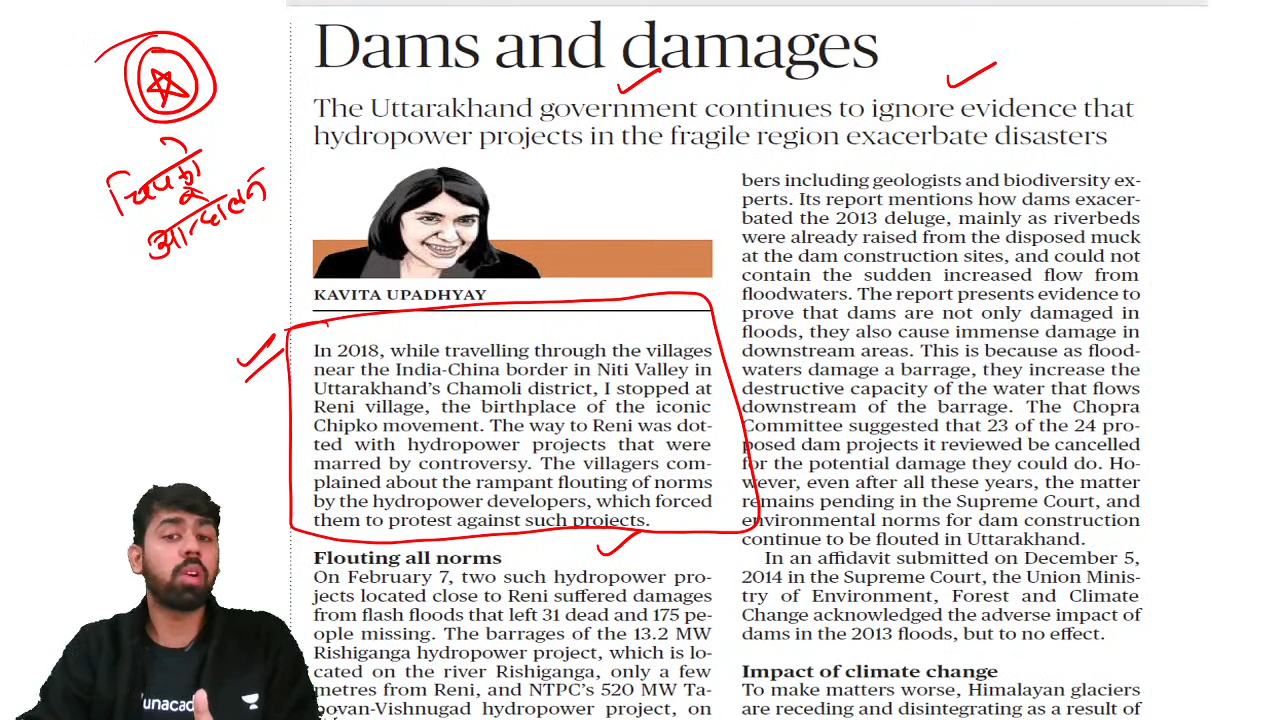 Dams and damages
The Uttarakhand government continues to ignore evidence that
hydropower projects in the fragile region exacerbate disasters
चिपको
आन्दोलन
KAVITA UPADHYAY
In 2018, while travelling through the villages
near the India-China border in Niti Valley in
Uttarakhand’s Chamoli district, I stopped at
Reni village, the birthplace of the iconic
Chipko movement. The way to Reni was dot-
ted with hydropower projects that were
marred by controversy. The villagers com-
plained about the rampant flouting of norms
by the hydropower developers, which forced
them to protest against such projects.
Flouting all norms
On February 7, two such hydropower pro-
jects located close to Reni suffered damages
from flash floods that left 31 dead and 175 pe-
ople missing. The barrages of the 13.2 MW
Rishiganga hydropower project, which is lo-
cated on the river Rishiganga, only a few
metres from Reni, and NTPC’s 520 MW Ta-
povan-Vishnugad hydropower project, on
bers including geologists and biodiversity ex-
perts. Its report mentions how dams exacer-
bated the 2013 deluge, mainly as riverbeds
were already raised from the disposed muck
at the dam construction sites, and could not
contain the sudden increased flow from
floodwaters. The report presents evidence to
prove that dams are not only damaged in
floods, they also cause immense damage in
downstream areas. This is because as flood-
waters damage a barrage, they increase the
destructive capacity of the water that flows
downstream of the barrage. The Chopra
Committee suggested that 23 of the 24 pro-
posed dam projects it reviewed be cancelled
for the potential damage they could do. Ho-
wever, even after all these years, the matter
remains pending in the Supreme Court, and
environmental norms for dam construction
continue to be flouted in Uttarakhand.
In an affidavit submitted on December 5,
2014 in the Supreme Court, the Union Minis-
try of Environment, Forest and Climate
Change acknowledged the adverse impact of
dams in the 2013 floods, but to no effect.
Impact of climate change
To make matters worse, Himalayan glaciers
are receding and disintegrating as a result of
unacad